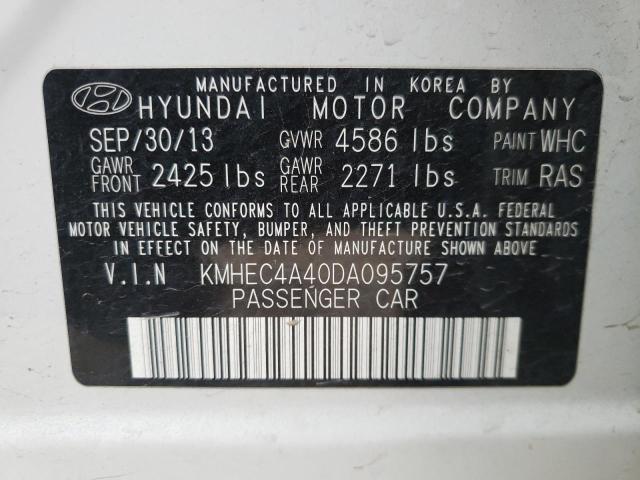 MANUFACTURED IN KOREA BY
HYUNDAI MOTOR COMPANY
SEP/30/13 GVWR 4586 lbs PAINT WHC
GAWR FRONT 2425 lbs GAWR REAR 2271 lbs TRIM RAS
THIS VEHICLE CONFORMS TO ALL APPLICABLE U.S.A. FEDERAL
MOTOR VEHICLE SAFETY, BUMPER, AND THEFT PREVENTION STANDARDS
IN EFFECT ON THE DATE OF MANUFACTURE SHOWN ABOVE.
V.I.N KMHEC4A40DA095757
PASSENGER CAR